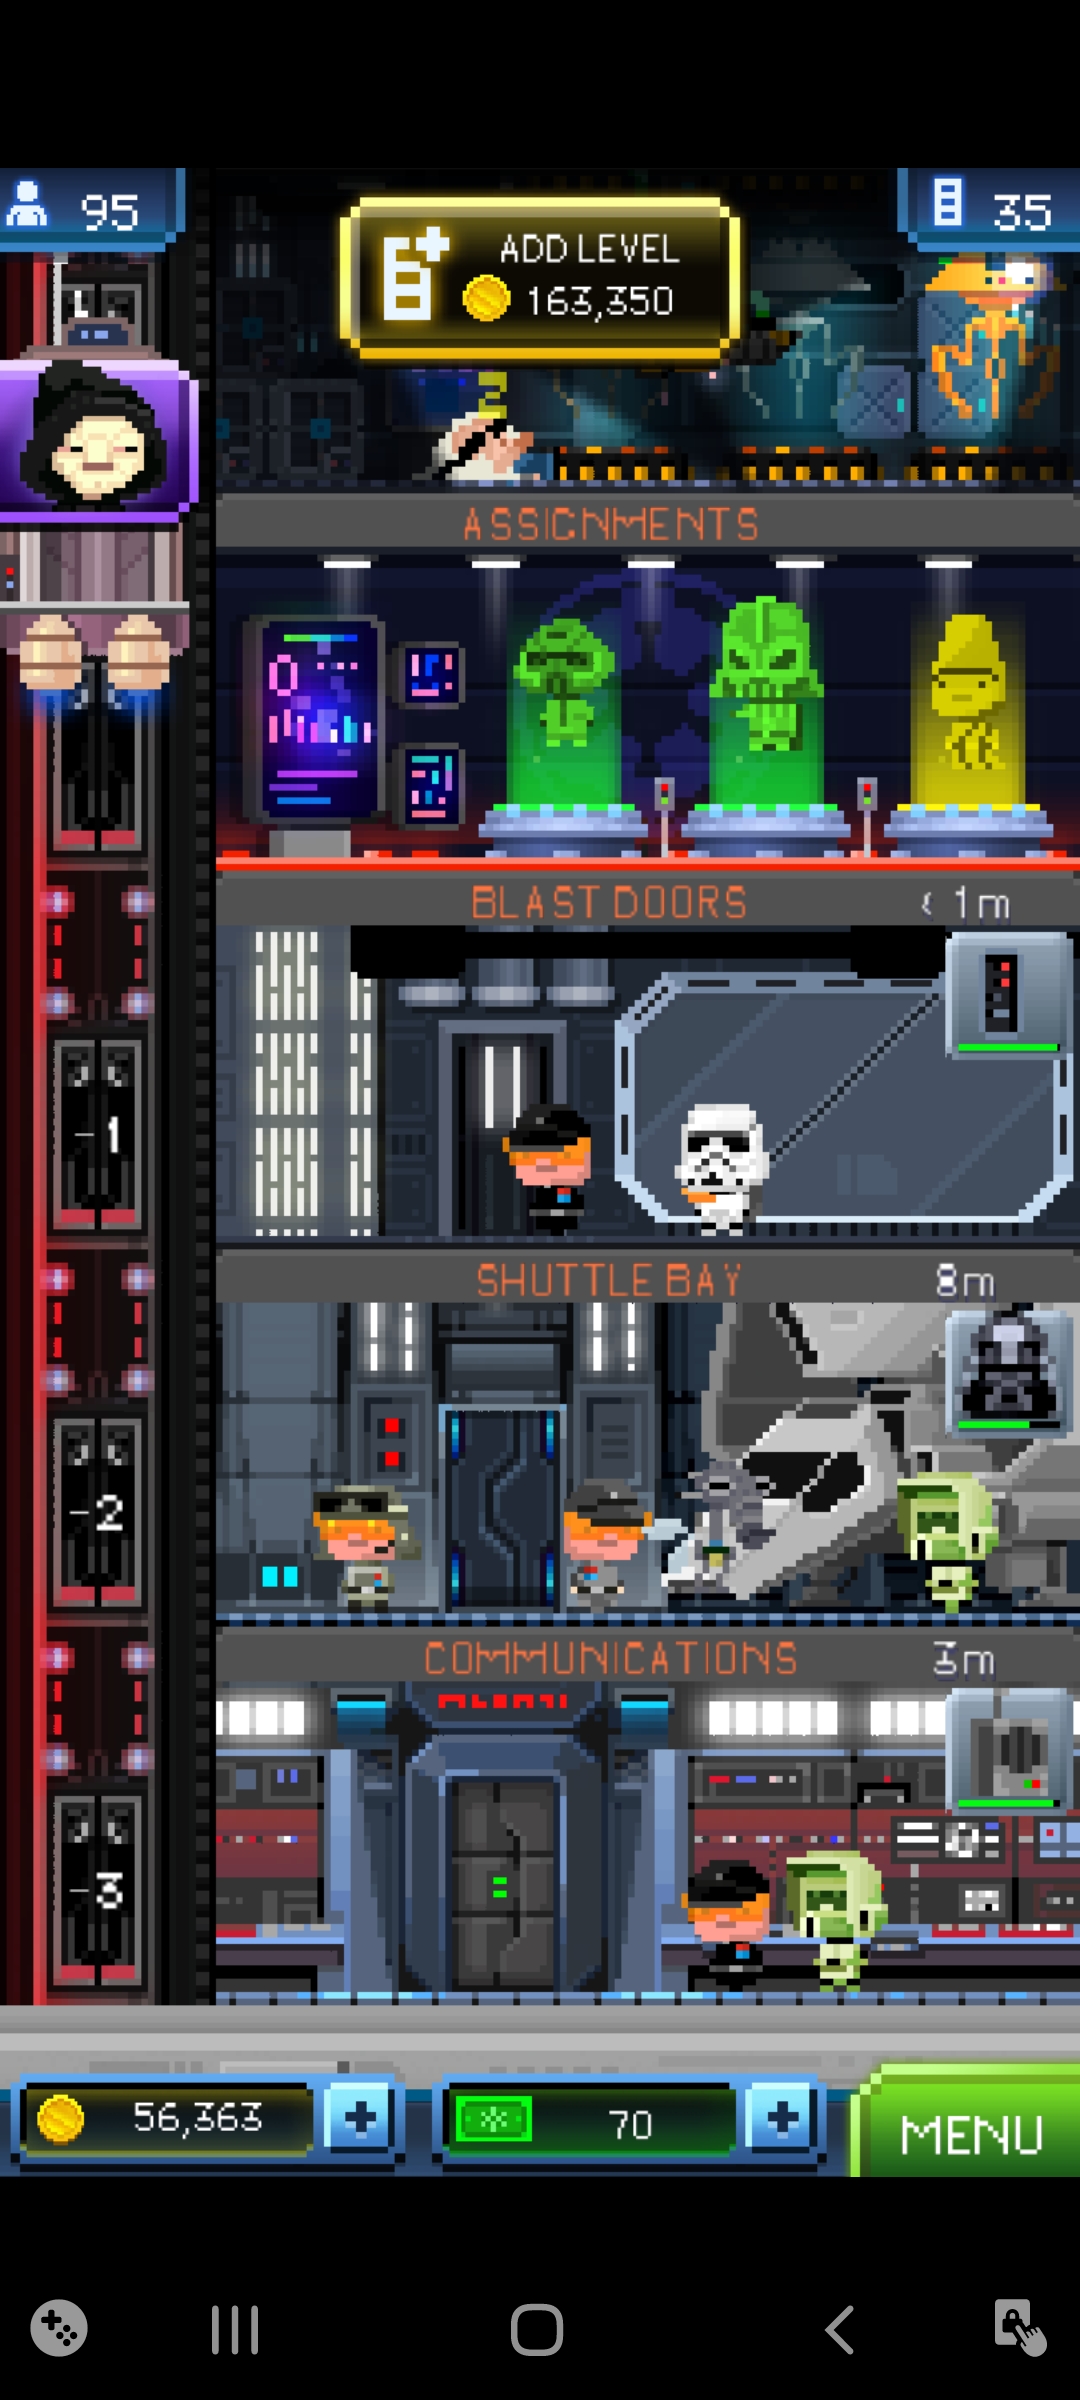 95
ADD LEVEL
163,350
35
L
ASSIGNMENTS
BLAST DOORS
< 1m
-1
SHUTTLE BAY
8m
-2
COMMUNICATIONS
3m
-3
56,363
70
MENU